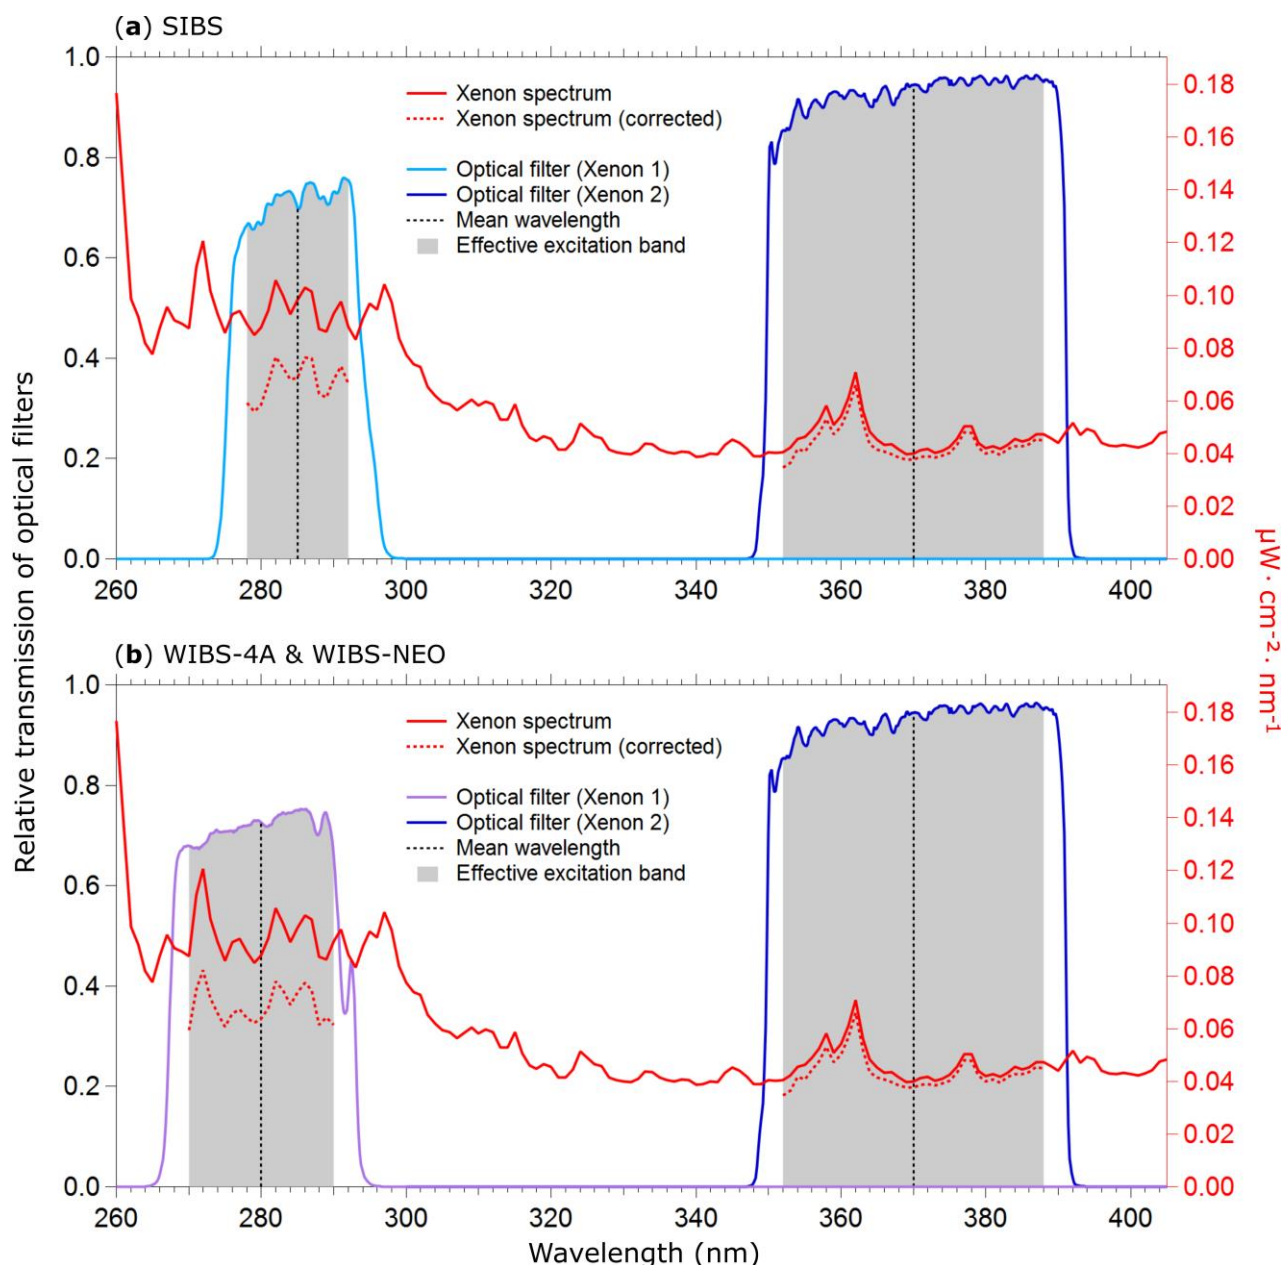 (a) SIBS
1.0
0.8
0.6
0.4
0.2
0.0
Xenon spectrum
Xenon spectrum (corrected)
Optical filter (Xenon 1)
Optical filter (Xenon 2)
Mean wavelength
Effective excitation band
0.18
0.16
0.14
0.12
0.10
0.08
0.06
0.04
0.02
0.00
260 280 300 320 340 360 380 400
Relative transmission of optical filters
µW · cm⁻² · nm⁻¹
(b) WIBS-4A & WIBS-NEO
1.0
0.8
0.6
0.4
0.2
0.0
Xenon spectrum
Xenon spectrum (corrected)
Optical filter (Xenon 1)
Optical filter (Xenon 2)
Mean wavelength
Effective excitation band
0.18
0.16
0.14
0.12
0.10
0.08
0.06
0.04
0.02
0.00
260 280 300 320 340 360 380 400
Wavelength (nm)